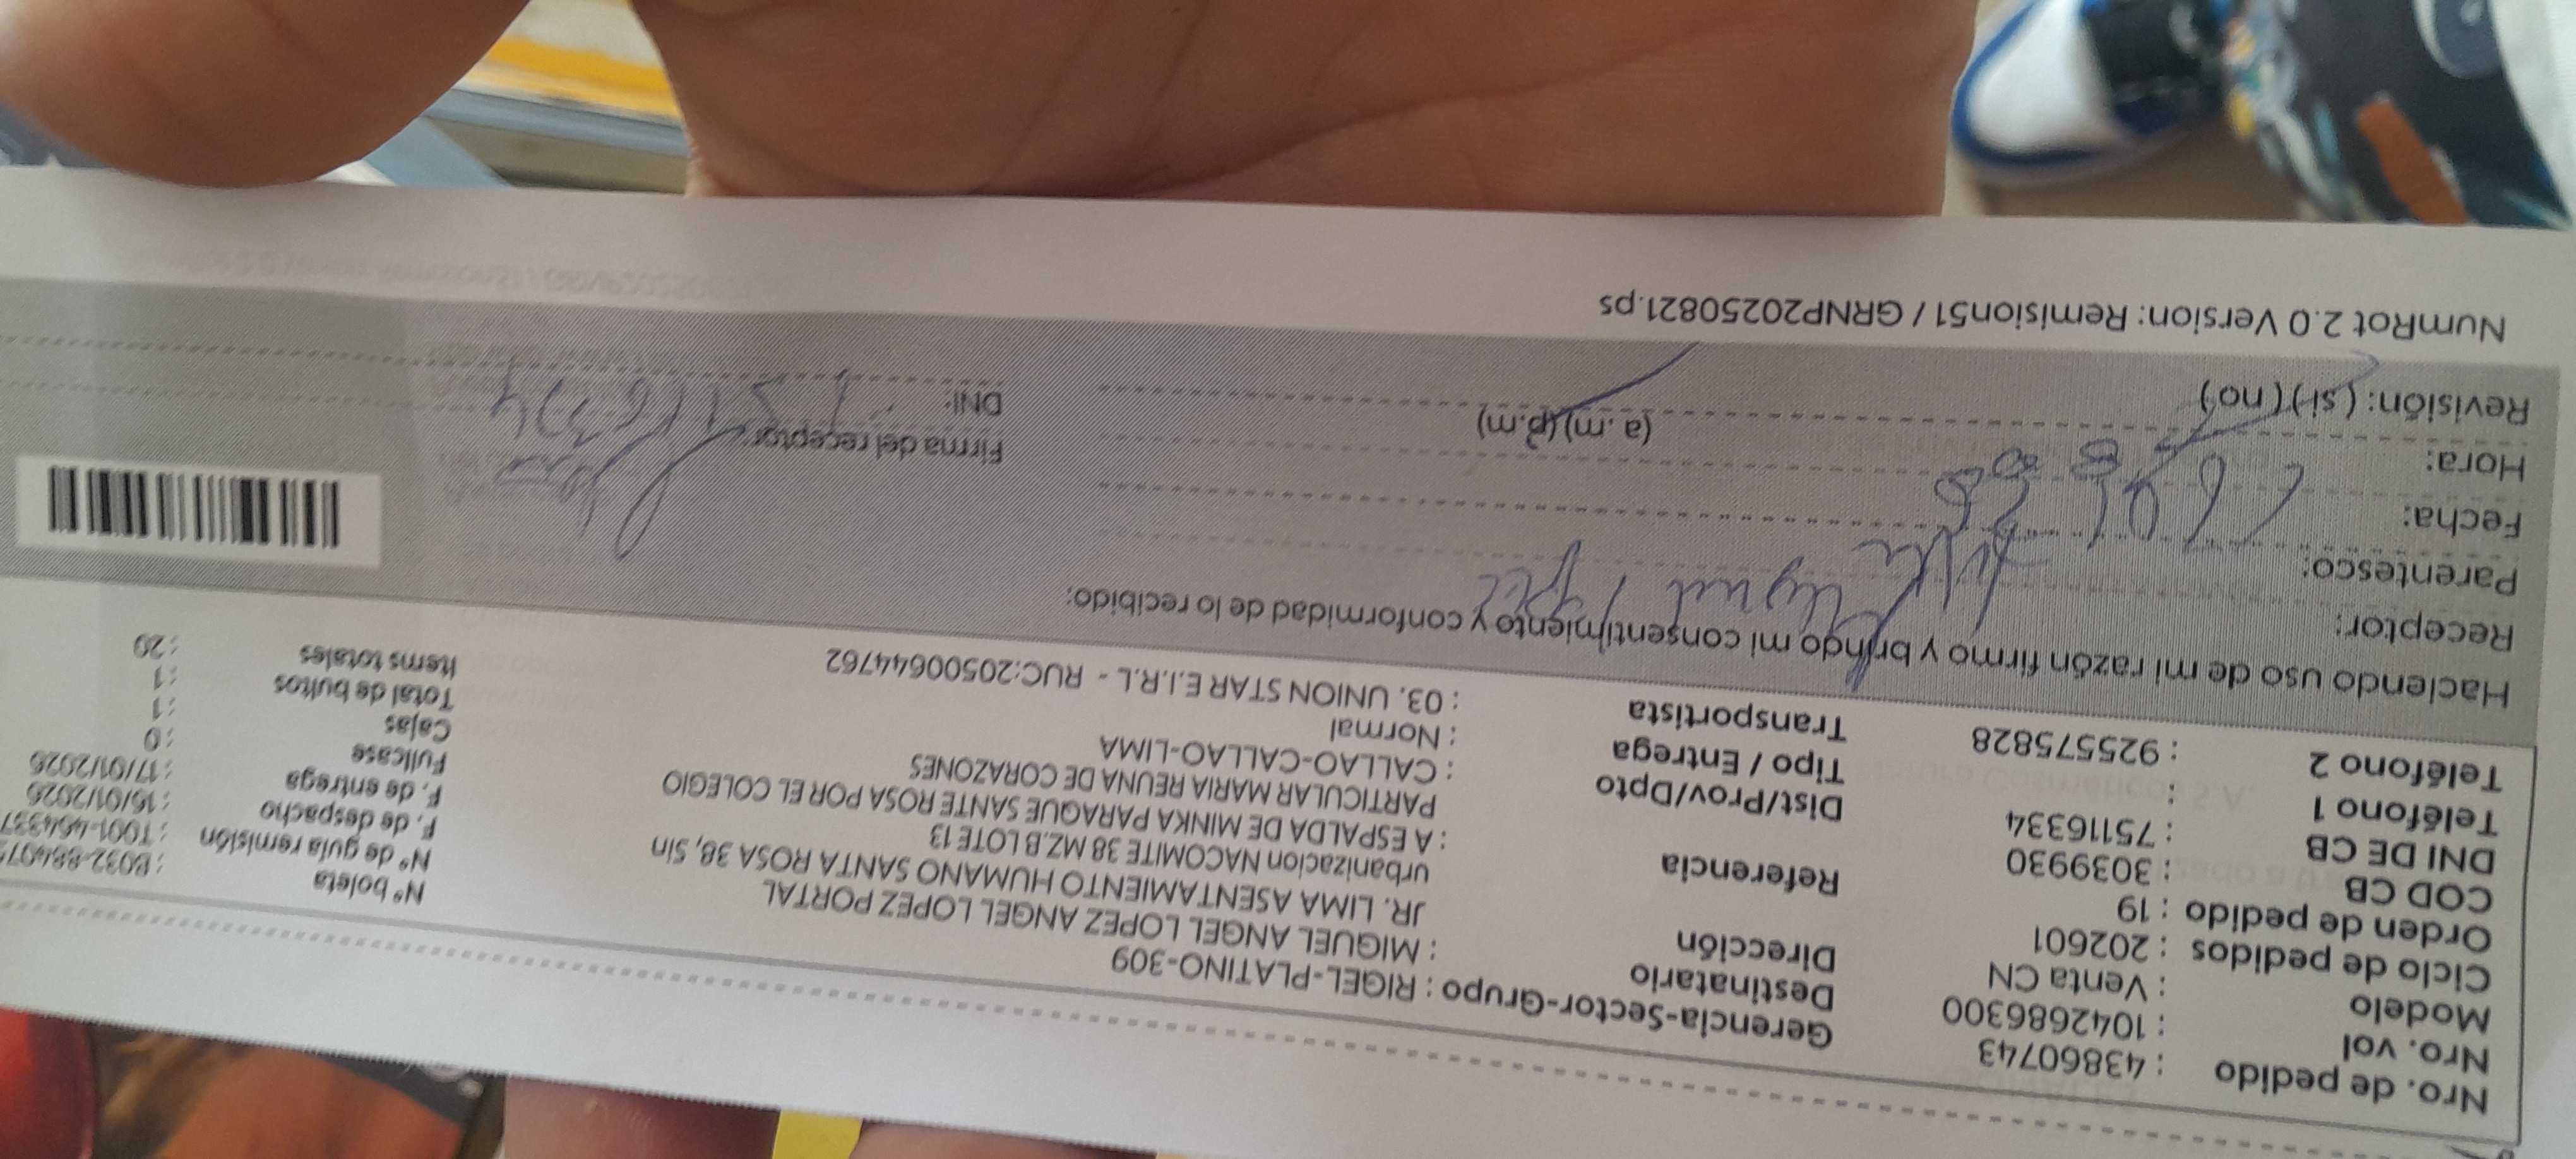 Nro. de pedido : 43860743
Nro. vol : 1042686300
Modelo : Venta CN
Ciclo de pedidos : 202601
Orden de pedido : 19
COD CB : 3039930
DNI DE CB : 75116334
Teléfono 1 :
Teléfono 2 : 925575828
Gerencia-Sector-Grupo : RIGEL-PLATINO-309
Destinatario : MIGUEL ANGEL LOPEZ ANGEL LOPEZ PORTAL
Dirección JR. LIMA ASENTAMIENTO HUMANO SANTA ROSA 38, Sin
urbanizacion NACOMITE 38 MZ.B LOTE 13
Referencia : A ESPALDA DE MINKA PARAQUE SANTE ROSA POR EL COLEGIO
PARTICULAR MARIA REUNA DE CORAZONES
Dist/Prov/Dpto : CALLAO-CALLAO-LIMA
Tipo / Entrega : Normal
Transportista : 03. UNION STAR E.I.R.L - RUC:20500644762
Nº boleta
Nº de guía remisión : T001-464337
F. de despacho
F. de entrega : 17/01/2026
Fullcase : 0
Cajas : 1
Total de bultos : 1
Items totales : 29
Haciendo uso de mi razón firmo y brindo mi consentimiento y conformidad de lo recibido:
Receptor: Miguel
Parentesco:
Fecha:
Hora: (a. m) (p.m)
Revisión: (si) (no)
Firma del receptor:
DNI:
NumRot 2.0 Version: Remision51 / GRNP20250821.ps